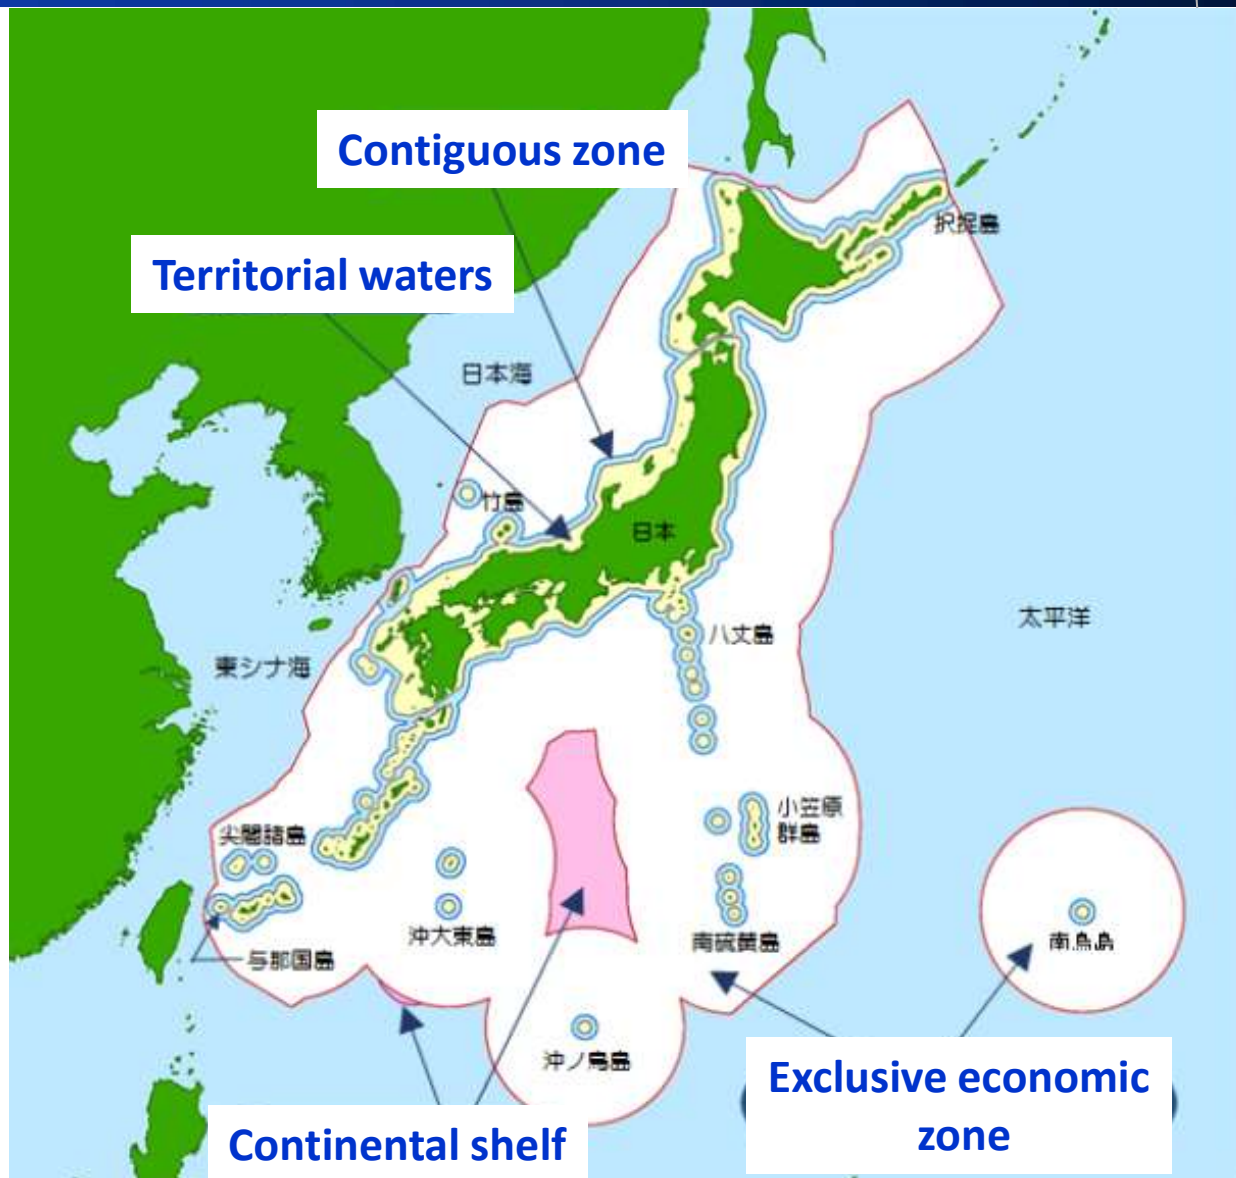 Contiguous zone
択捉島
Territorial waters
日本海
竹島
日本
太平洋
八丈島
東シナ海
小笠原
群島
尖閣諸島
沖大東島
南硫黄島
南鳥島
与那国島
沖ノ鳥島
Exclusive economic
zone
Continental shelf